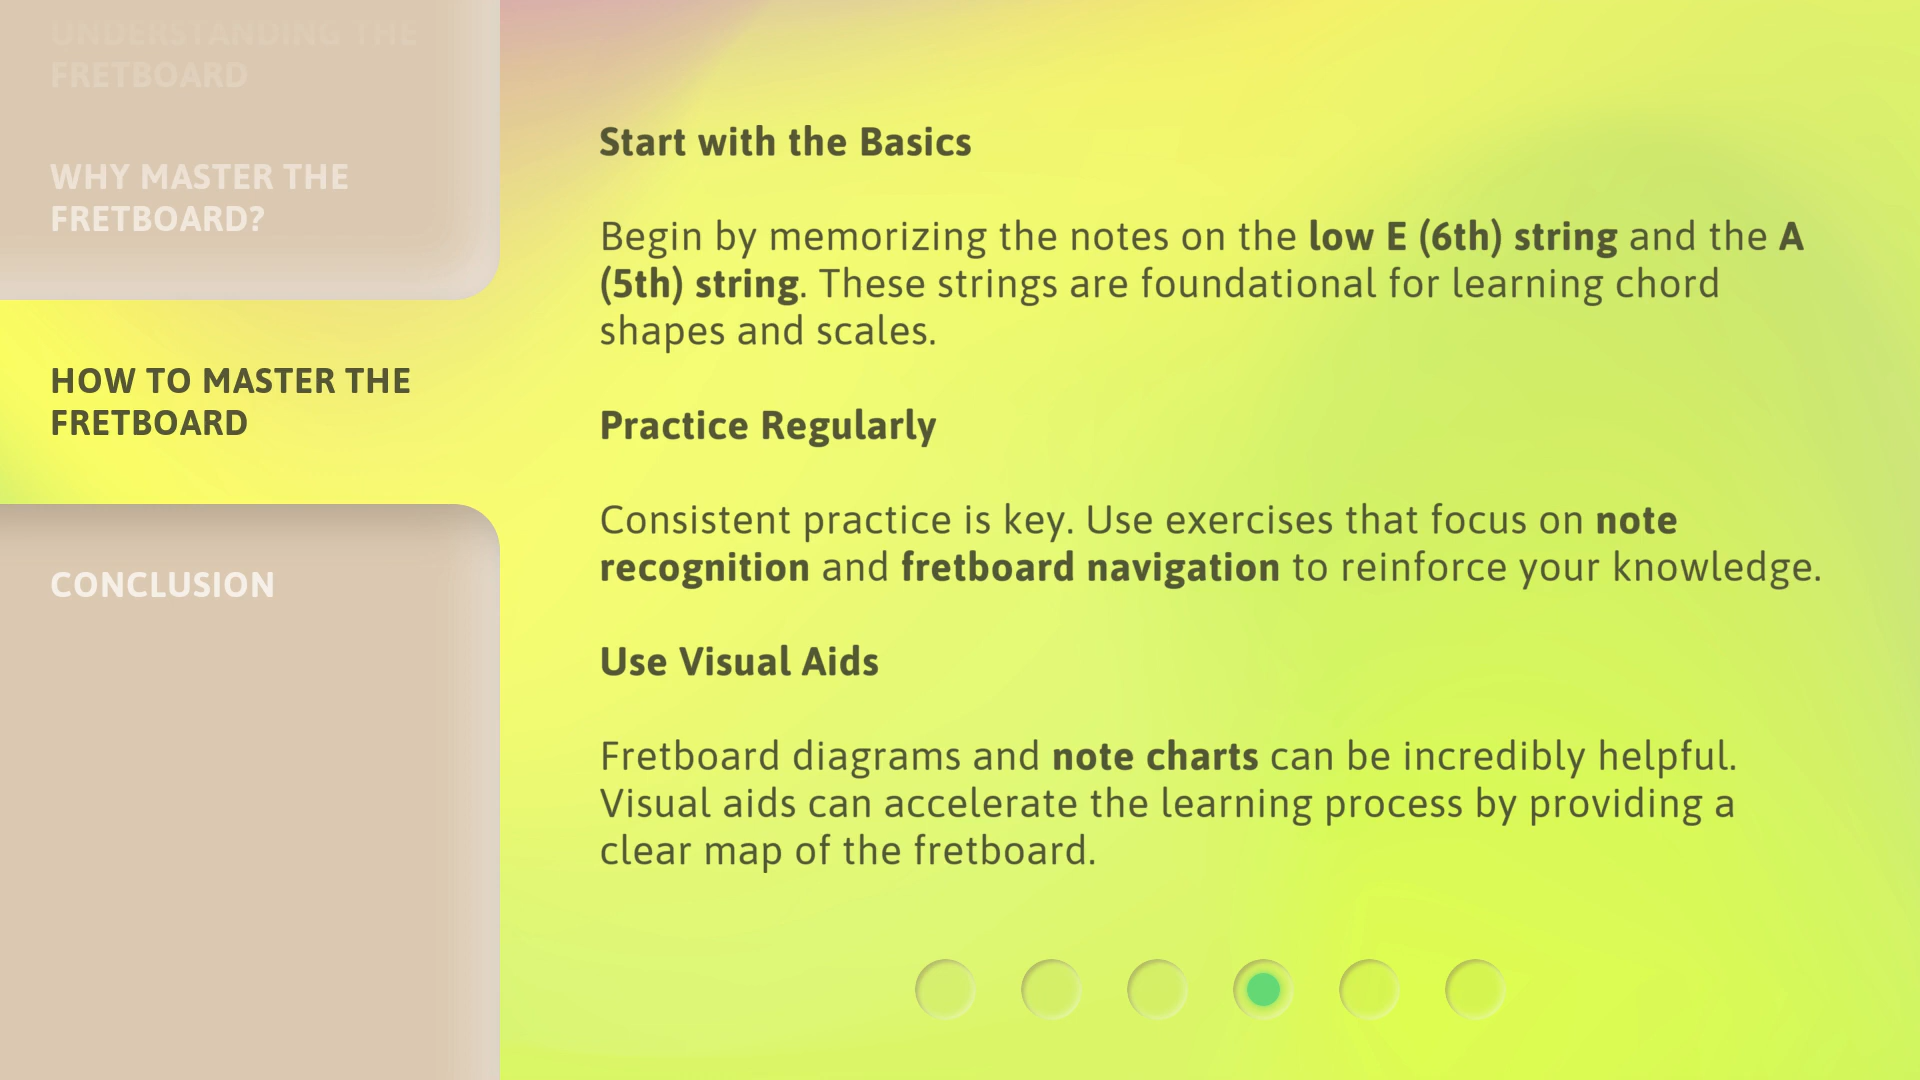 UNDERSTANDING THE
FRETBOARD
WHY MASTER THE
FRETBOARD?
HOW TO MASTER THE
FRETBOARD
CONCLUSION
Start with the Basics
Begin by memorizing the notes on the low E (6th) string and the A
(5th) string. These strings are foundational for learning chord
shapes and scales.
Practice Regularly
Consistent practice is key. Use exercises that focus on note
recognition and fretboard navigation to reinforce your knowledge.
Use Visual Aids
Fretboard diagrams and note charts can be incredibly helpful.
Visual aids can accelerate the learning process by providing a
clear map of the fretboard.